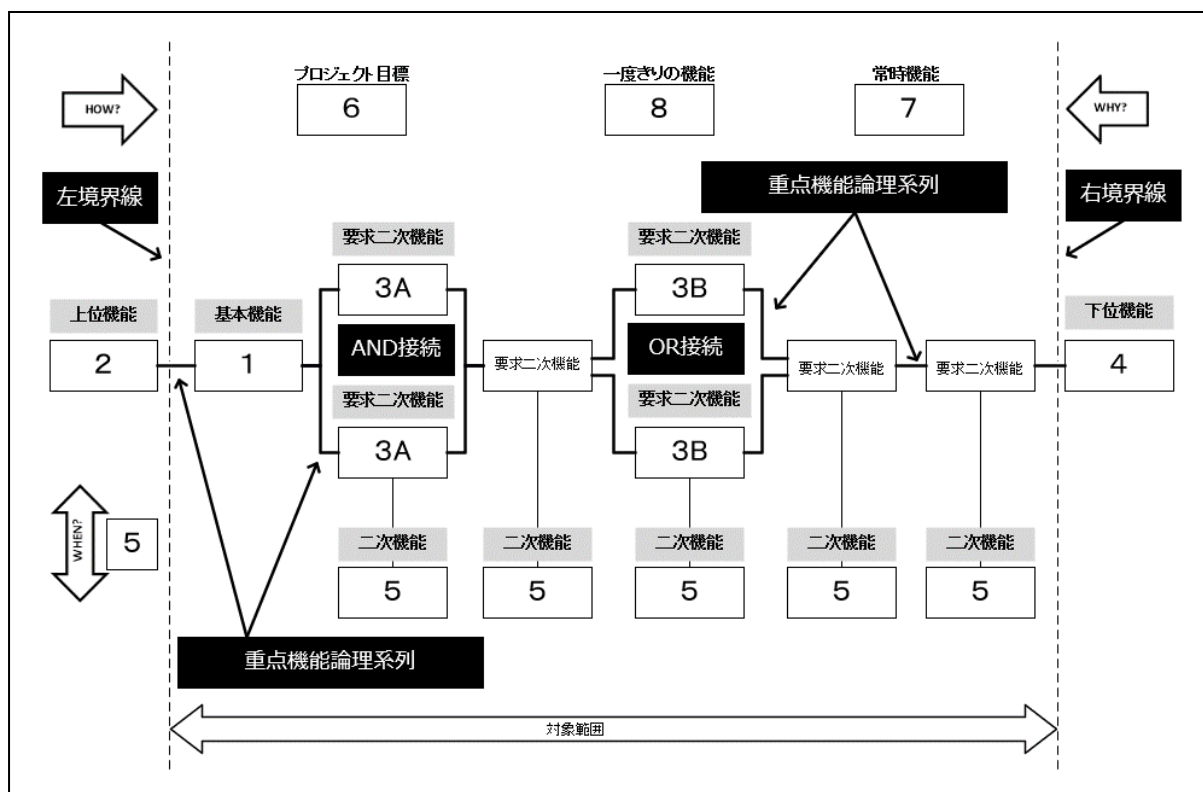 プロジェクト目標
6
一度きりの機能
8
常時機能
7
HOW?
WHY?
左境界線
重点機能論理系列
右境界線
要求二次機能
3A
要求二次機能
3B
上位機能
2
基本機能
1
AND接続
要求二次機能
OR接続
要求二次機能
要求二次機能
下位機能
4
要求二次機能
3A
要求二次機能
3B
WHEN?
5
二次機能
5
二次機能
5
二次機能
5
二次機能
5
二次機能
5
重点機能論理系列
対象範囲